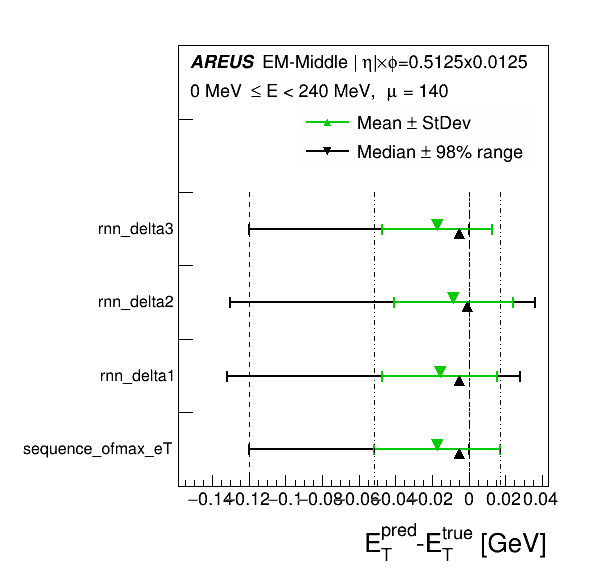 AREUS EM-Middle | η|×φ=0.5125x0.0125
0 MeV ≤ E < 240 MeV, μ = 140
Mean ± StDev
Median ± 98% range
rnn_delta3
rnn_delta2
rnn_delta1
sequence_ofmax_eT
−0.14 −0.12 −0.1 −0.08 −0.06 −0.04 −0.02 0 0.02 0.04
E_T^pred-E_T^true [GeV]